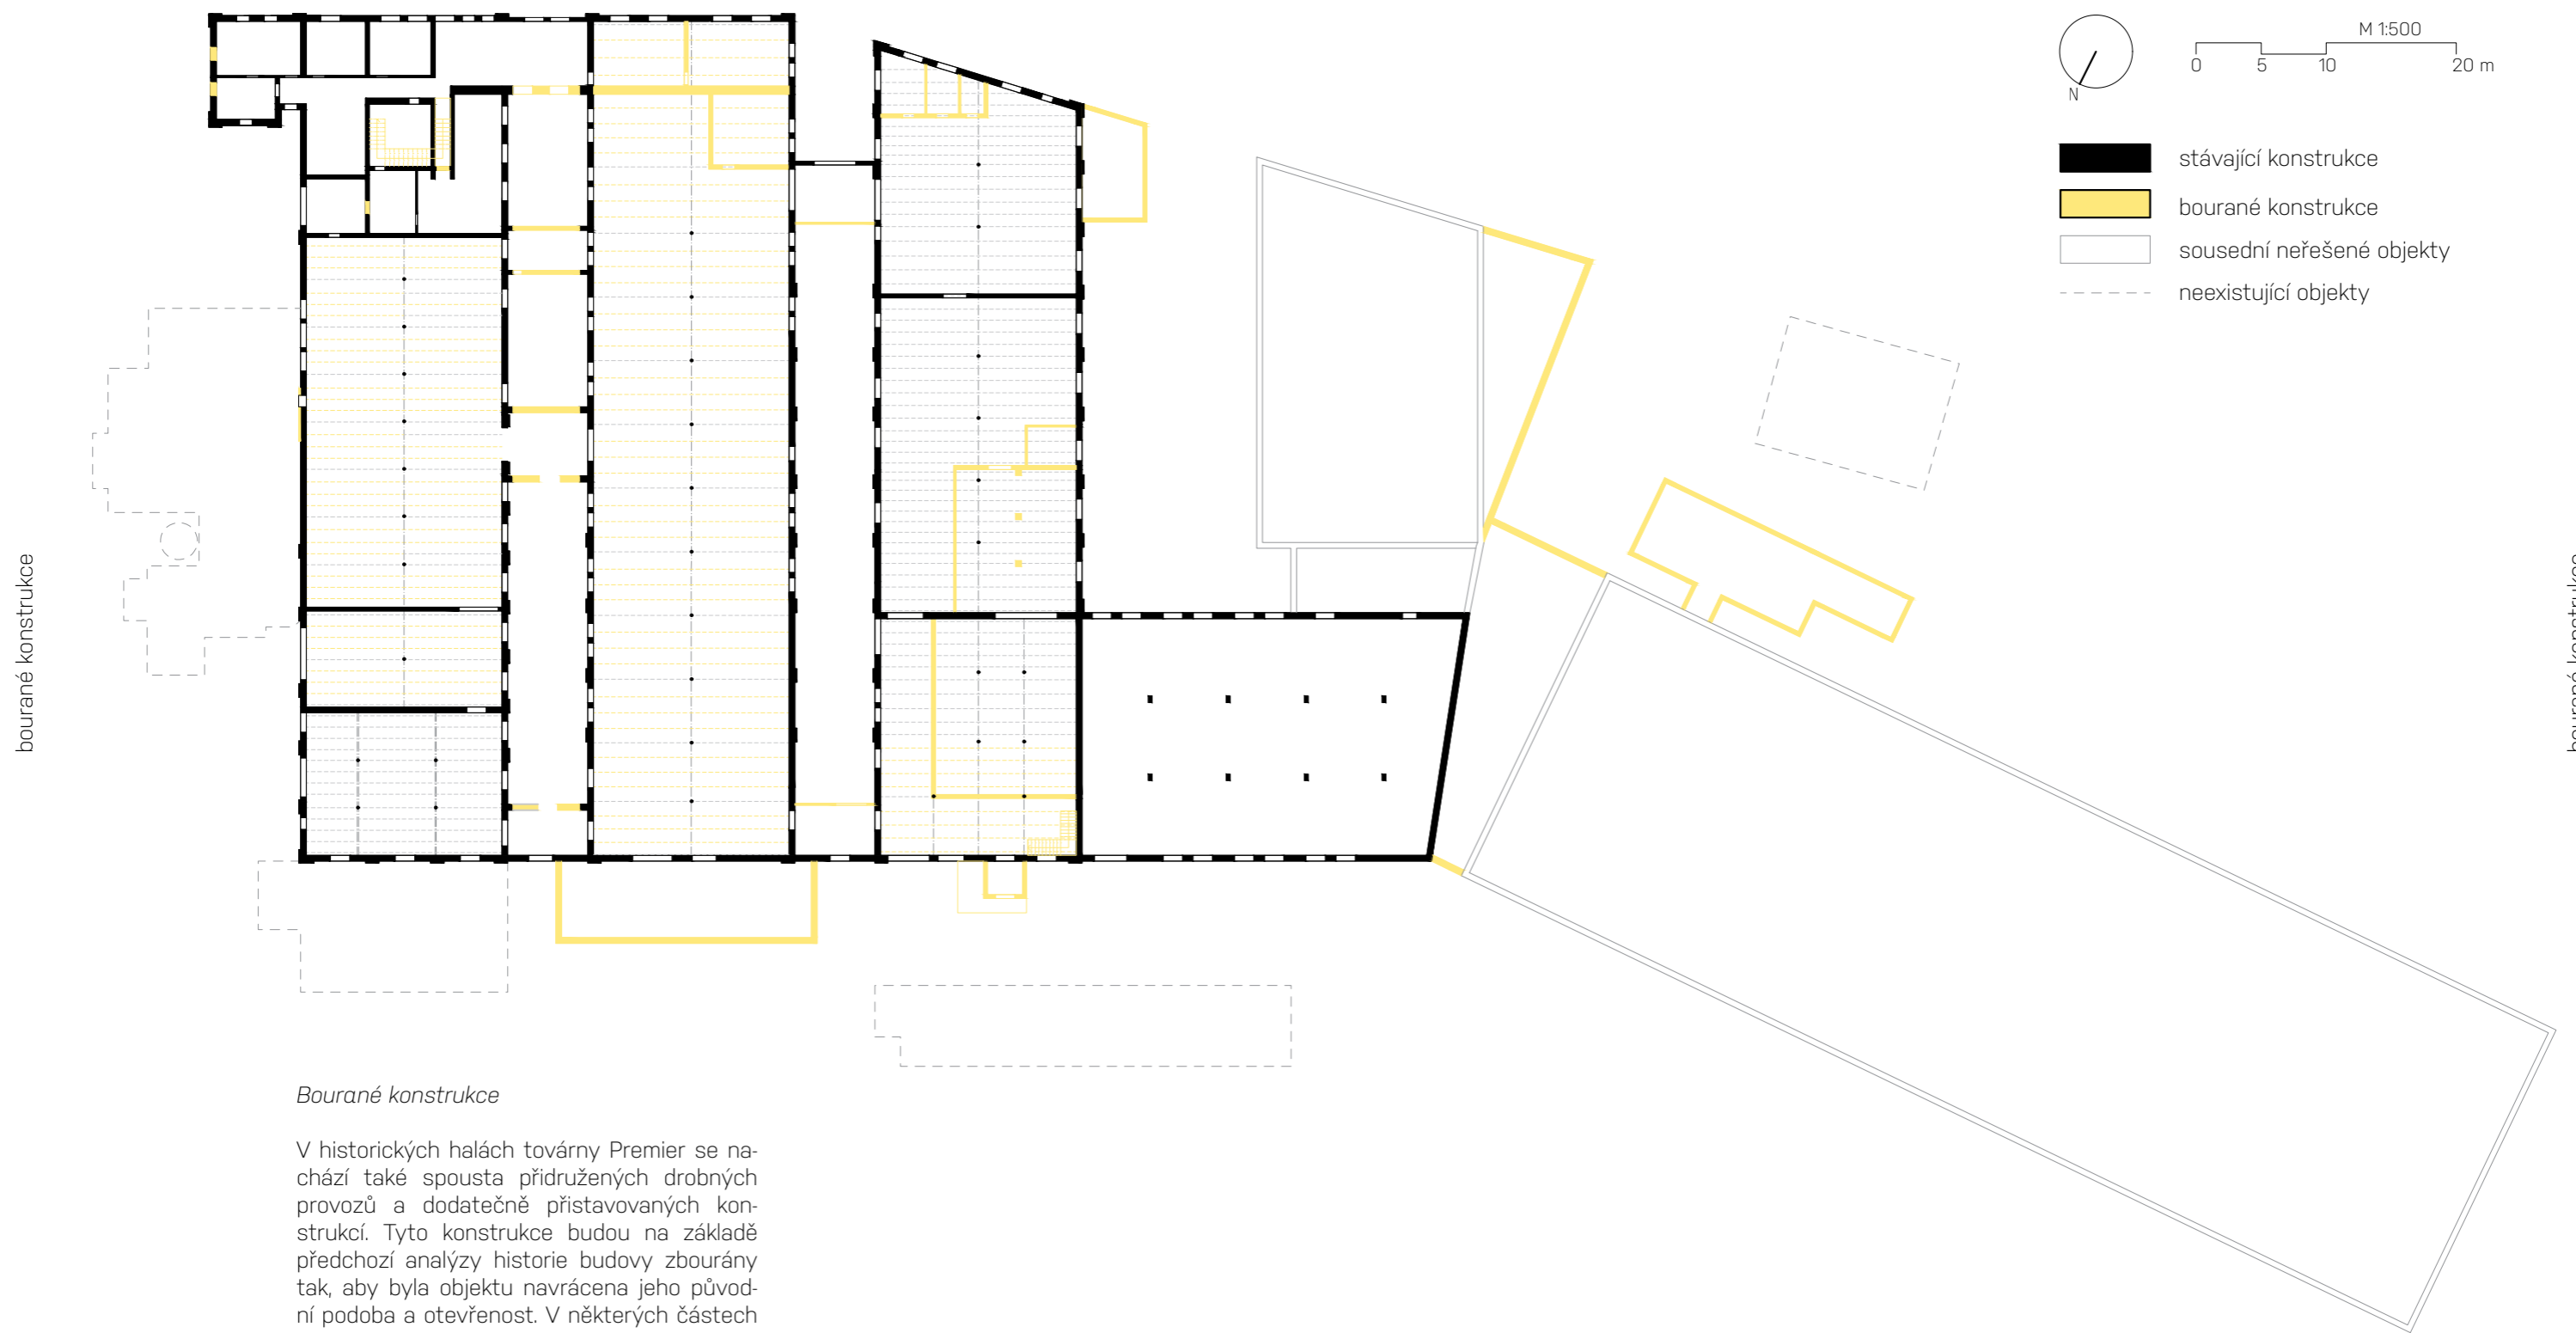 M 1:500
0 5 10 20 m
N
stávající konstrukce
bourané konstrukce
sousední neřešené objekty
neexistující objekty
bourané konstrukce
bourané konstrukce
Bourané konstrukce
V historických halách továrny Premier se na-
chází také spousta přidružených drobných
provozů a dodatečně přistavovaných kon-
strukcí. Tyto konstrukce budou na základě
předchozí analýzy historie budovy zbourány
tak, aby byla objektu navrácena jeho původ-
ní podoba a otevřenost. V některých částech